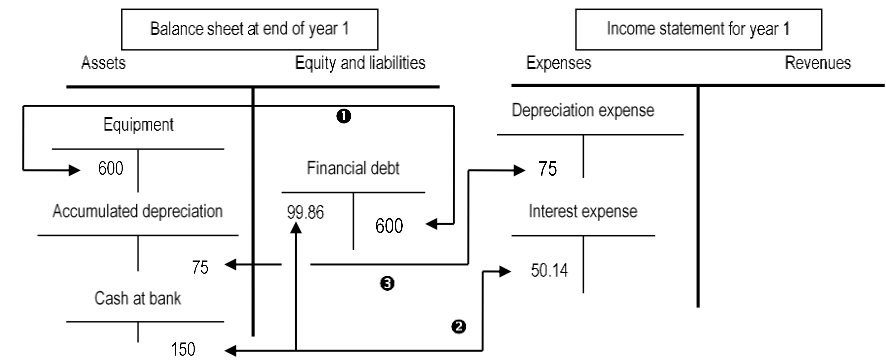 Balance sheet at end of year 1
Income statement for year 1
Assets
Equity and liabilities
Expenses
Revenues
❶
Depreciation expense
Equipment
600
Financial debt
75
99.86
600
Accumulated depreciation
Interest expense
75
❸
50.14
Cash at bank
❷
150